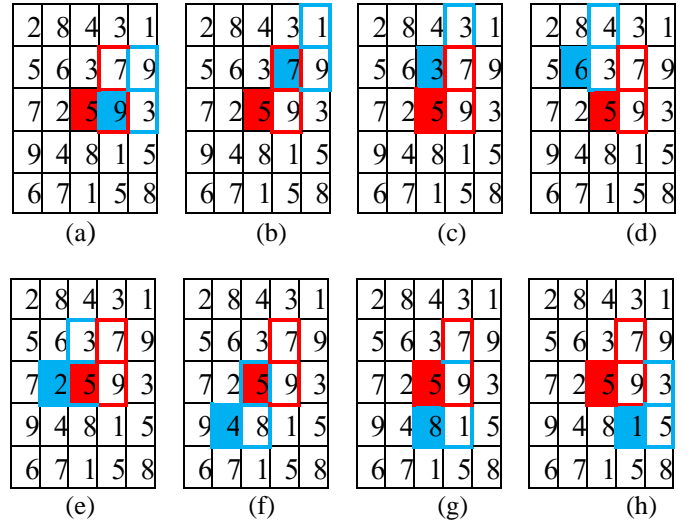 2 8 4 3 1 2 8 4 3 1 2 8 4 3 1 2 8 4 3 1
5 6 3 7 9 5 6 3 7 9 5 6 3 7 9 5 6 3 7 9
7 2 5 9 3 7 2 5 9 3 7 2 5 9 3 7 2 5 9 3
9 4 8 1 5 9 4 8 1 5 9 4 8 1 5 9 4 8 1 5
6 7 1 5 8 6 7 1 5 8 6 7 1 5 8 6 7 1 5 8
(a) (b) (c) (d)
2 8 4 3 1 2 8 4 3 1 2 8 4 3 1 2 8 4 3 1
5 6 3 7 9 5 6 3 7 9 5 6 3 7 9 5 6 3 7 9
7 2 5 9 3 7 2 5 9 3 7 2 5 9 3 7 2 5 9 3
9 4 8 1 5 9 4 8 1 5 9 4 8 1 5 9 4 8 1 5
6 7 1 5 8 6 7 1 5 8 6 7 1 5 8 6 7 1 5 8
(e) (f) (g) (h)